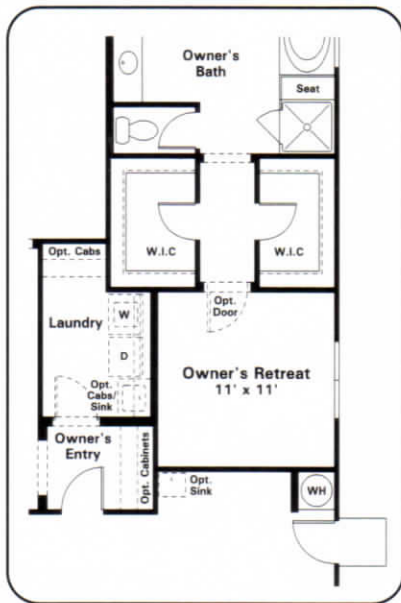 Owner's
Bath
Seat
W.I.C
W.I.C
Opt. Cabs
W
Opt.
Door
Laundry
D
Owner's Retreat
11' x 11'
Opt.
Cabs/
Sink
Owner's
Entry
Opt. Cabinets
Opt.
Sink
WH